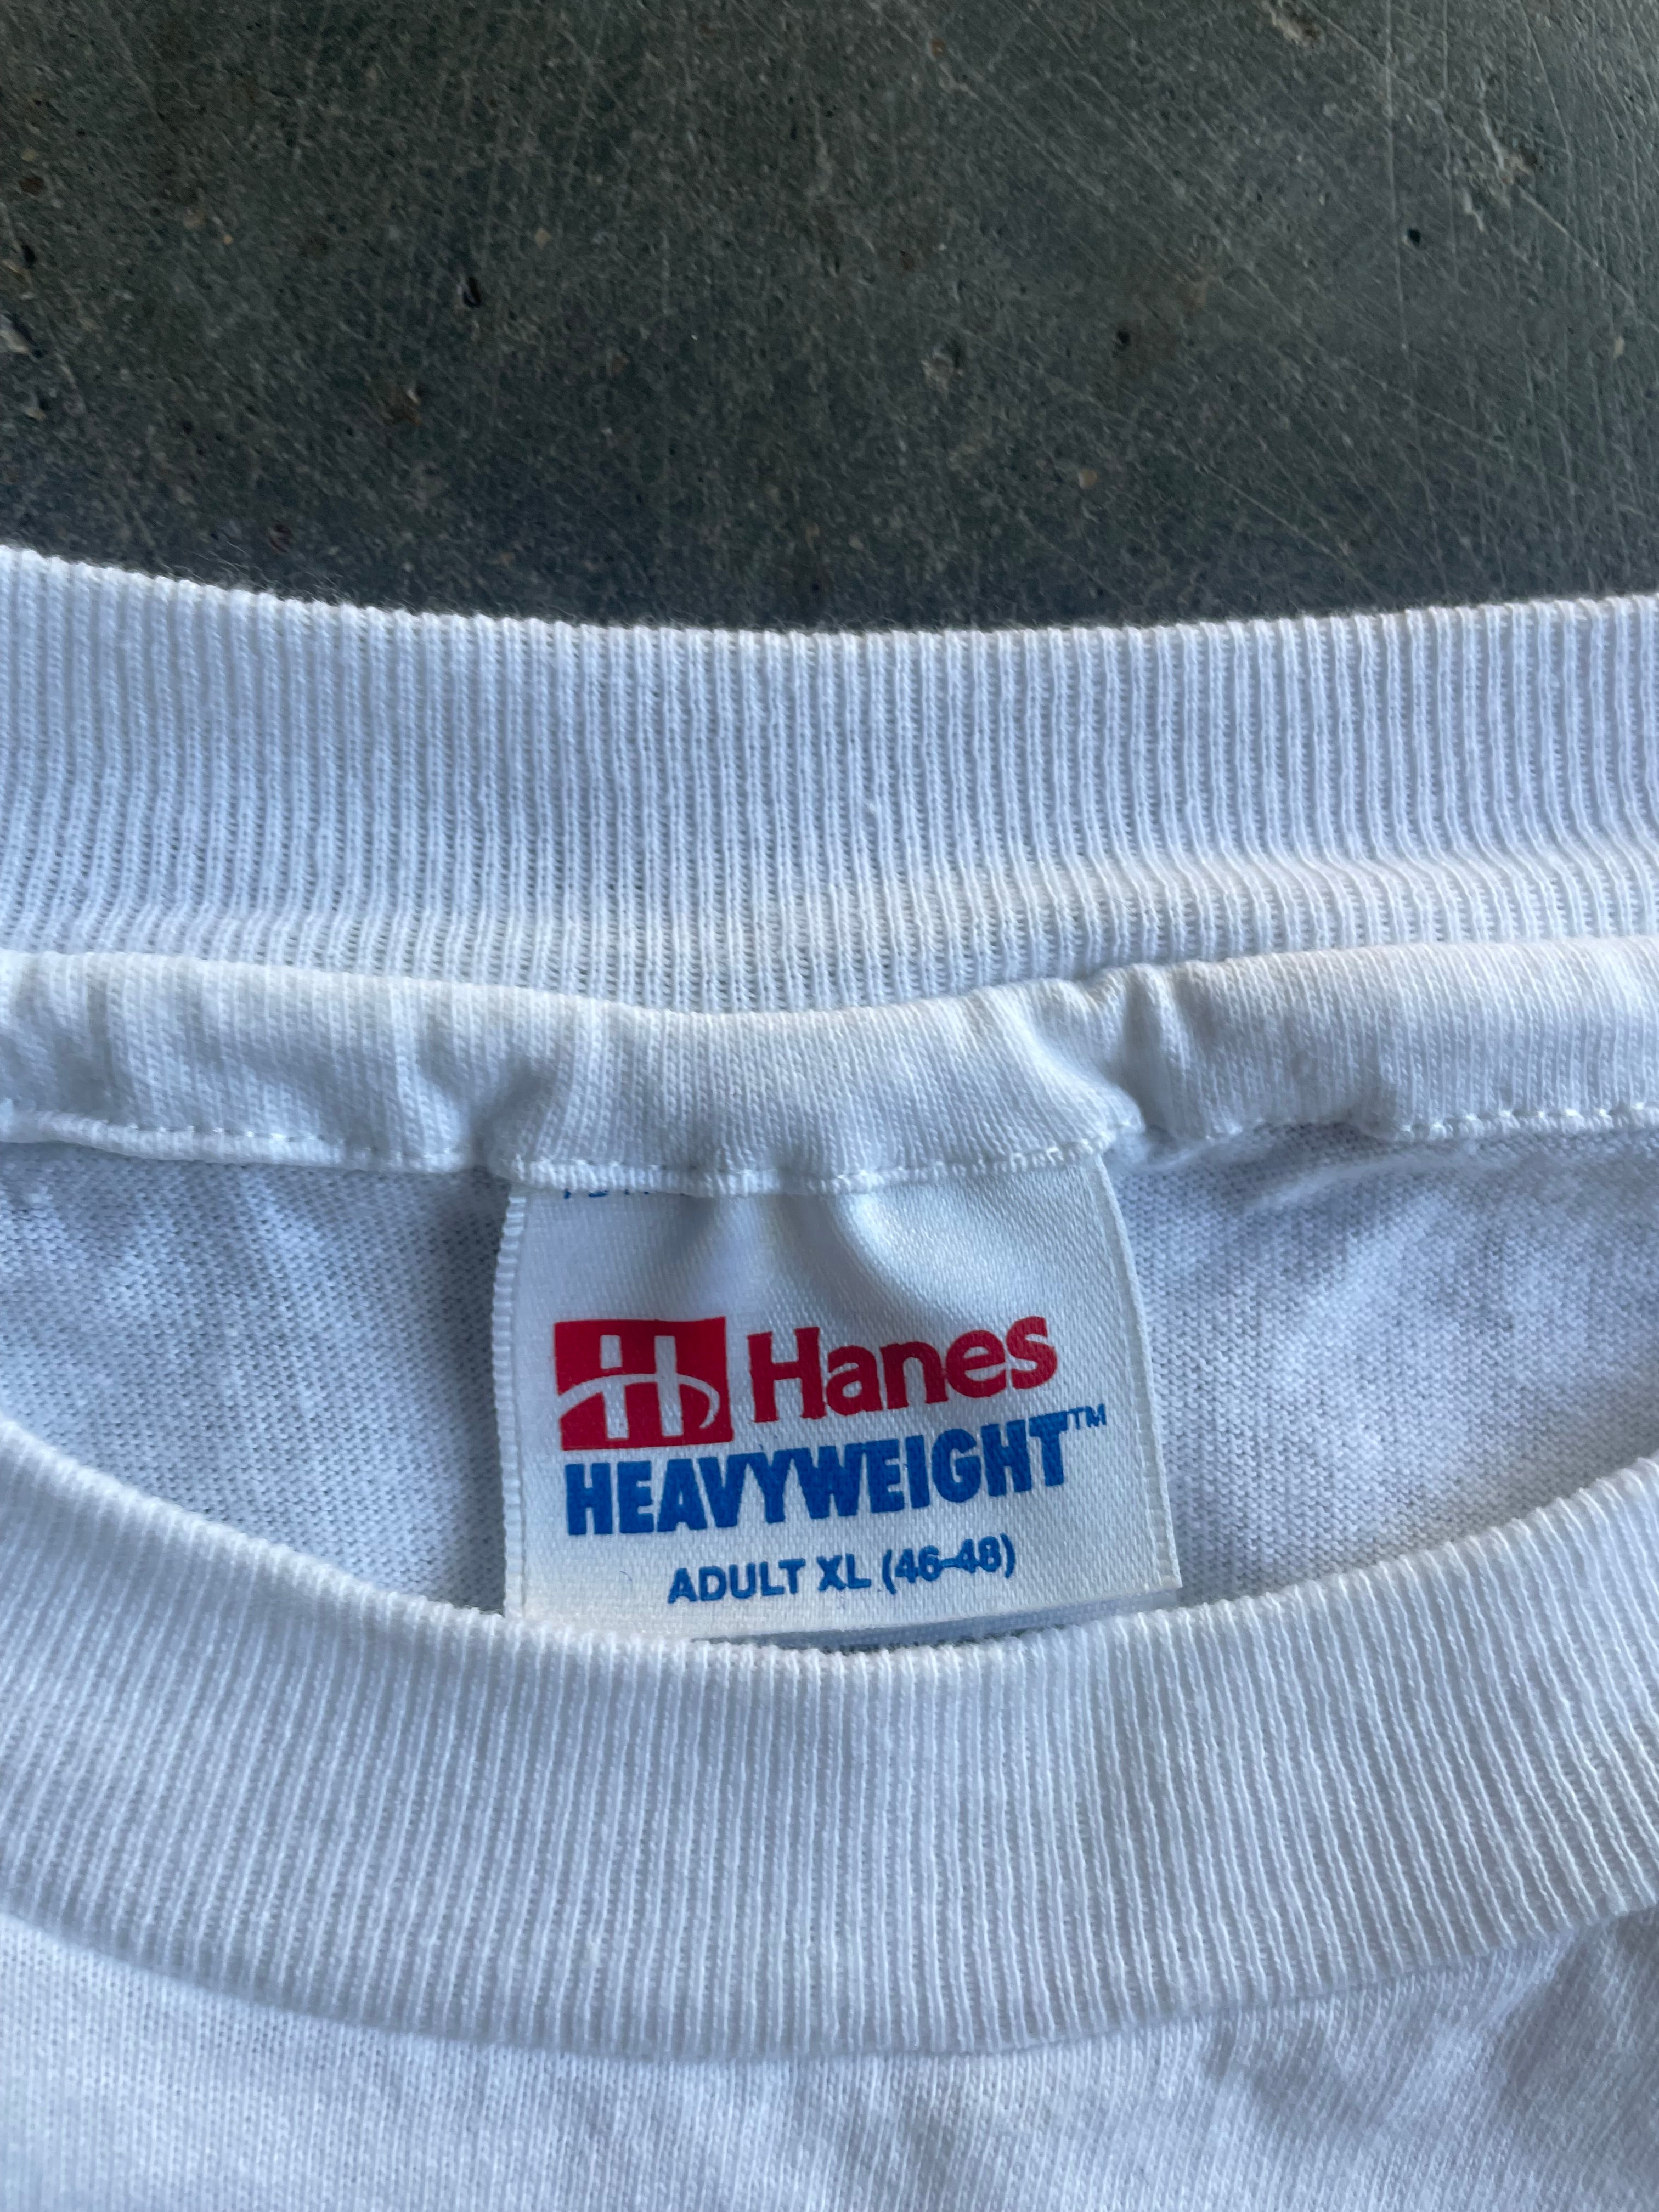 H Hanes
HEAVYWEIGHT™
ADULT XL (46-48)